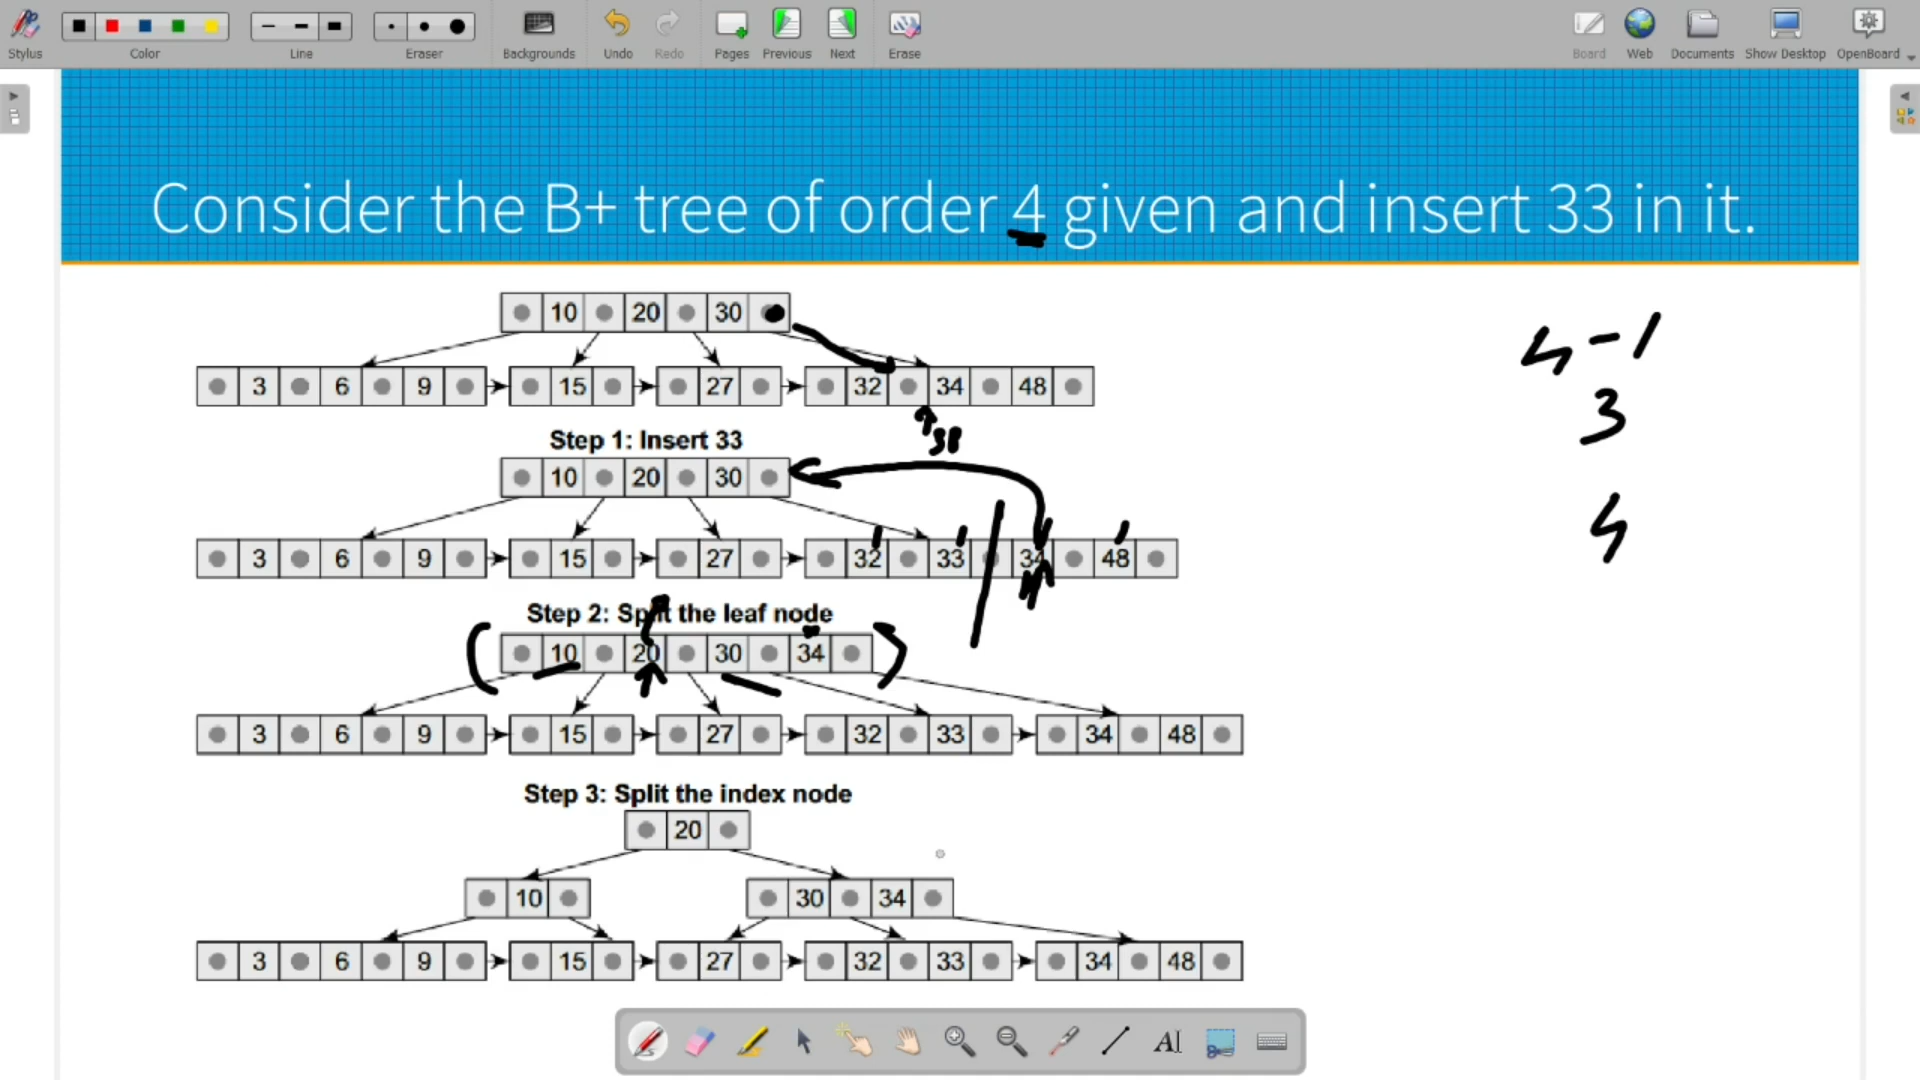 Stylus Color Line Eraser Backgrounds Undo Redo Pages Previous Next Erase Board Web Documents Show Desktop OpenBoard
Consider the B+ tree of order 4 given and insert 33 in it.
10 20 30
3 6 9 15 27 32 34 48
4-1
3
4
Step 1: Insert 33
10 20 30
3 6 9 15 27 32 33 34 48
Step 2: Split the leaf node
10 20 30 34
3 6 9 15 27 32 33 34 48
Step 3: Split the index node
20
10 30 34
3 6 9 15 27 32 33 34 48
AI